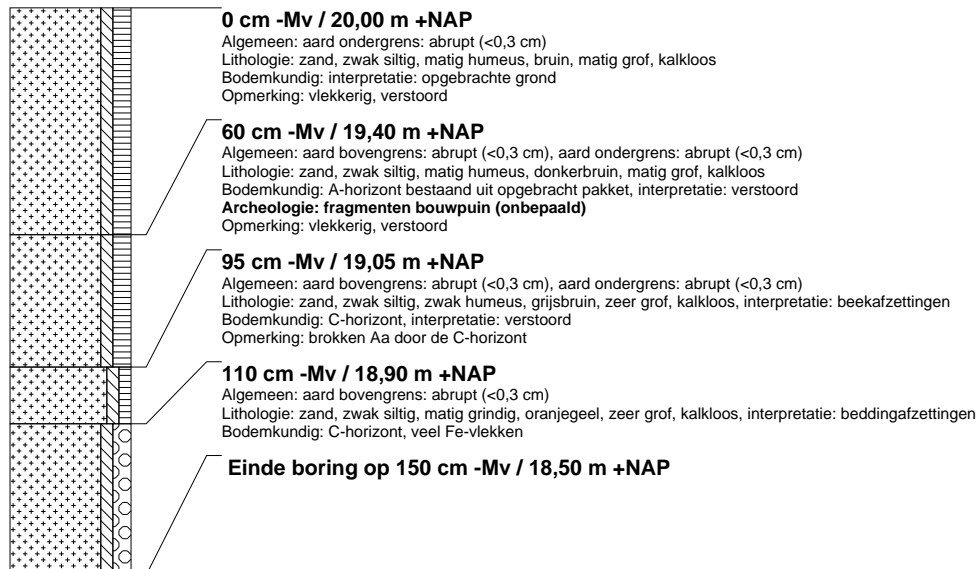 0 cm -Mv / 20,00 m +NAP
Algemeen: aard ondergrens: abrupt (<0,3 cm)
Lithologie: zand, zwak siltig, matig humeus, bruin, matig grof, kalkloos
Bodemkundig: interpretatie: opgebrachte grond
Opmerking: vlekkerig, verstoord
60 cm -Mv / 19,40 m +NAP
Algemeen: aard bovengrens: abrupt (<0,3 cm), aard ondergrens: abrupt (<0,3 cm)
Lithologie: zand, zwak siltig, matig humeus, donkerbruin, matig grof, kalkloos
Bodemkundig: A-horizont bestaand uit opgebracht pakket, interpretatie: verstoord
Archeologie: fragmenten bouwpuin (onbepaald)
Opmerking: vlekkerig, verstoord
95 cm -Mv / 19,05 m +NAP
Algemeen: aard bovengrens: abrupt (<0,3 cm), aard ondergrens: abrupt (<0,3 cm)
Lithologie: zand, zwak siltig, zwak humeus, grijsbruin, zeer grof, kalkloos, interpretatie: beekafzettingen
Bodemkundig: C-horizont, interpretatie: verstoord
Opmerking: brokken Aa door de C-horizont
110 cm -Mv / 18,90 m +NAP
Algemeen: aard bovengrens: abrupt (<0,3 cm)
Lithologie: zand, zwak siltig, matig grindig, oranjegeel, zeer grof, kalkloos, interpretatie: beddingafzettingen
Bodemkundig: C-horizont, veel Fe-vlekken
Einde boring op 150 cm -Mv / 18,50 m +NAP